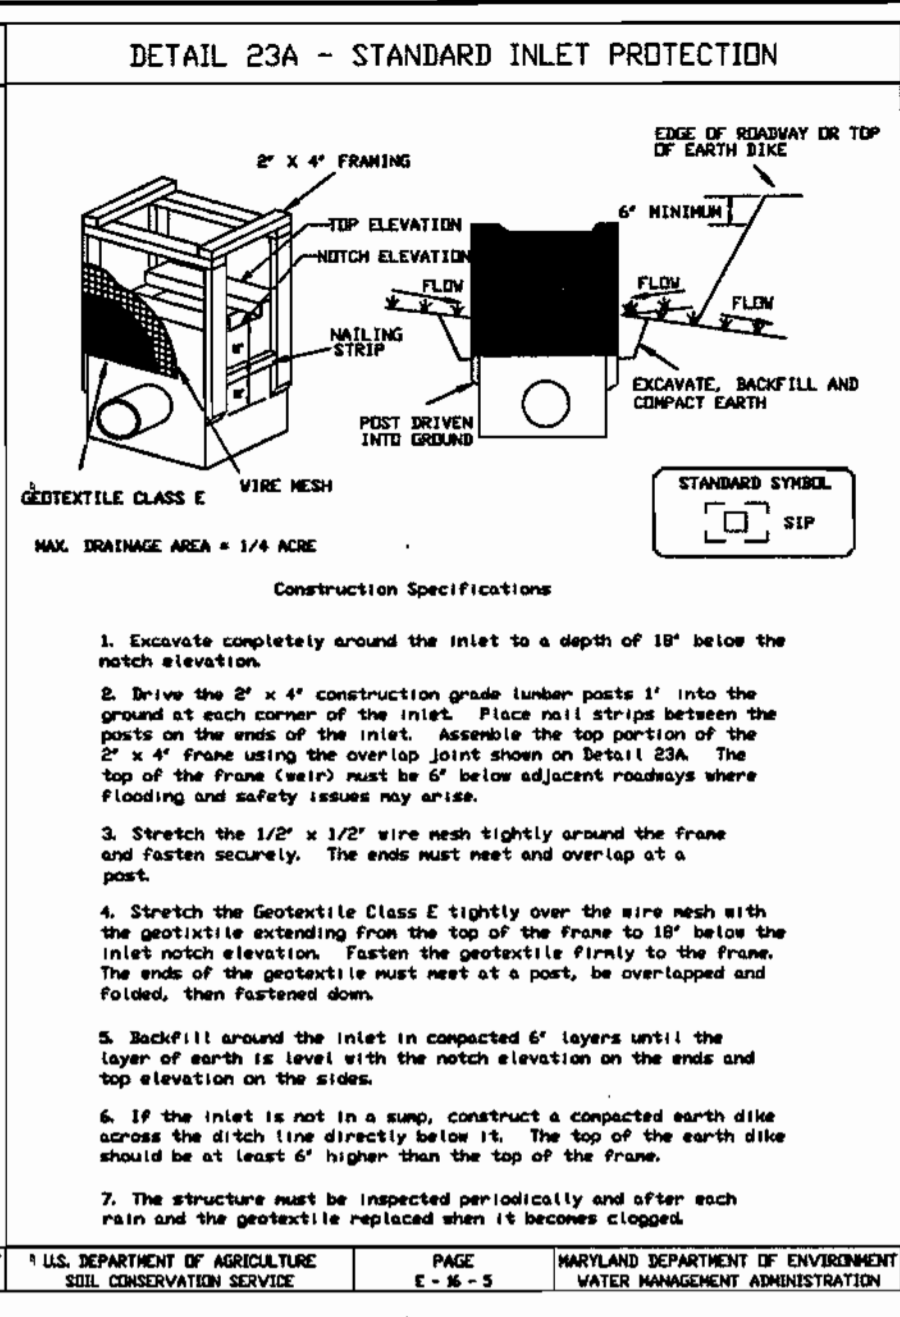 DETAIL 23A - STANDARD INLET PROTECTION
EDGE OF ROADWAY OR TOP
OF EARTH DIKE
2" X 4" FRAMING
6" MINIMUM
TOP ELEVATION
NOTCH ELEVATION
FLOW
FLOW
FLOW
NAILING
STRIP
EXCAVATE, BACKFILL AND
COMPACT EARTH
POST DRIVEN
INTO GROUND
WIRE MESH
GEOTEXTILE CLASS E
STANDARD SYMBOL
SIP
MAX. DRAINAGE AREA = 1/4 ACRE
Construction Specifications
1. Excavate completely around the inlet to a depth of 18" below the
notch elevation.
2. Drive the 2" x 4" construction grade lumber posts 1' into the
ground at each corner of the inlet. Place nail strips between the
posts on the ends of the inlet. Assemble the top portion of the
2" x 4" frame using the overlap joint shown on Detail 23A. The
top of the frame (weir) must be 6" below adjacent roadways where
flooding and safety issues may arise.
3. Stretch the 1/2" x 1/2" wire mesh tightly around the frame
and fasten securely. The ends must meet and overlap at a
post.
4. Stretch the Geotextile Class E tightly over the wire mesh with
the geotixtile extending from the top of the frame to 18" below the
inlet notch elevation. Fasten the geotextile firmly to the frame.
The ends of the geotextile must meet at a post, be overlapped and
folded, then fastened down.
5. Backfill around the inlet in compacted 6" layers until the
layer of earth is level with the notch elevation on the ends and
top elevation on the sides.
6. If the inlet is not in a sump, construct a compacted earth dike
across the ditch line directly below it. The top of the earth dike
should be at least 6" higher than the top of the frame.
7. The structure must be inspected periodically and after each
rain and the geotextile replaced when it becomes clogged.
U.S. DEPARTMENT OF AGRICULTURE
SOIL CONSERVATION SERVICE
PAGE
E - 16 - 5
MARYLAND DEPARTMENT OF ENVIRONMENT
WATER MANAGEMENT ADMINISTRATION